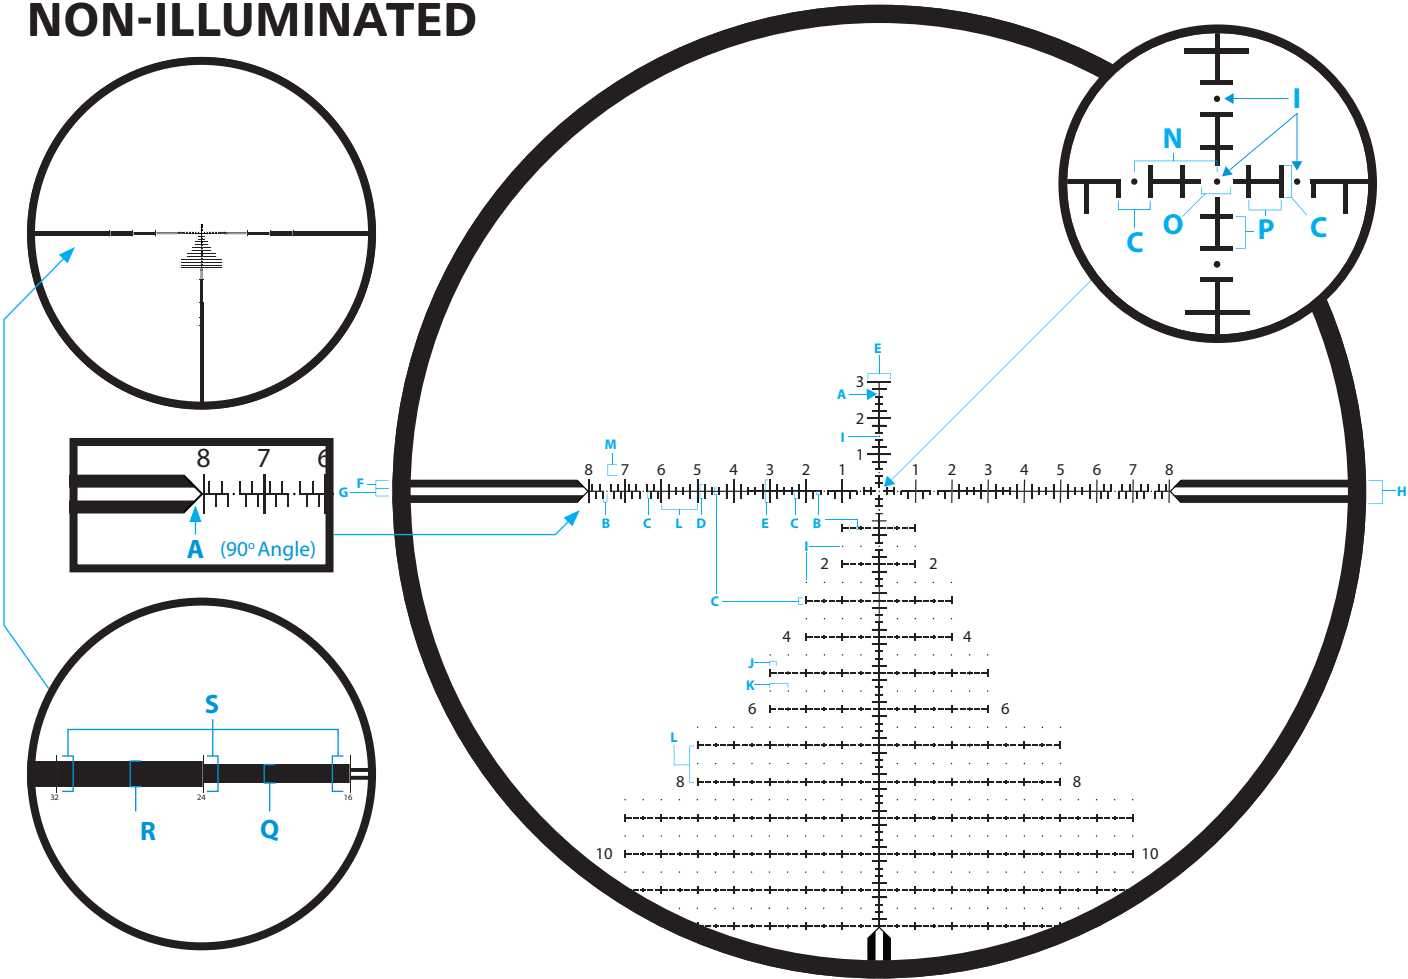 NON-ILLUMINATED
I
N
O
P
C
C
E
3
A
2
I
1
M
8 7 6 5 4 3 2 1 1 2 3 4 5 6 7 8
F
G
H
B C L D E C B
8 7 6
A (90º Angle)
I
2 2
C
4 4
J
K
6 6
L
8 8
10 10
S
32 24 16
R Q